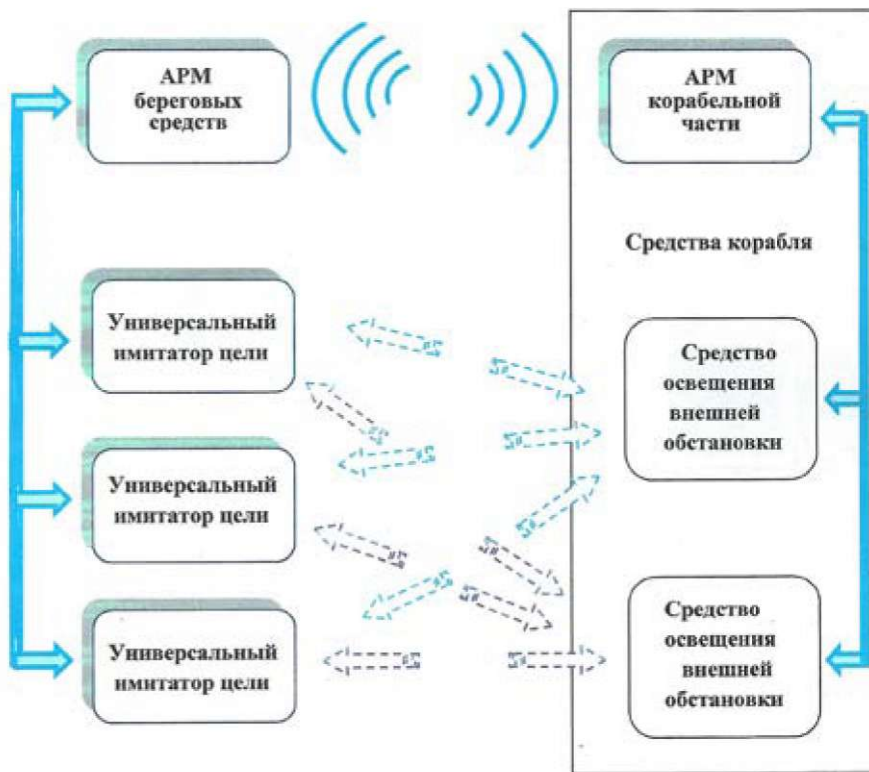 АРМ
береговых
средств
АРМ
корабельной
части
Средства корабля
Универсальный
имитатор цели
Средство
освещения
внешней
обстановки
Универсальный
имитатор цели
Универсальный
имитатор цели
Средство
освещения
внешней
обстановки